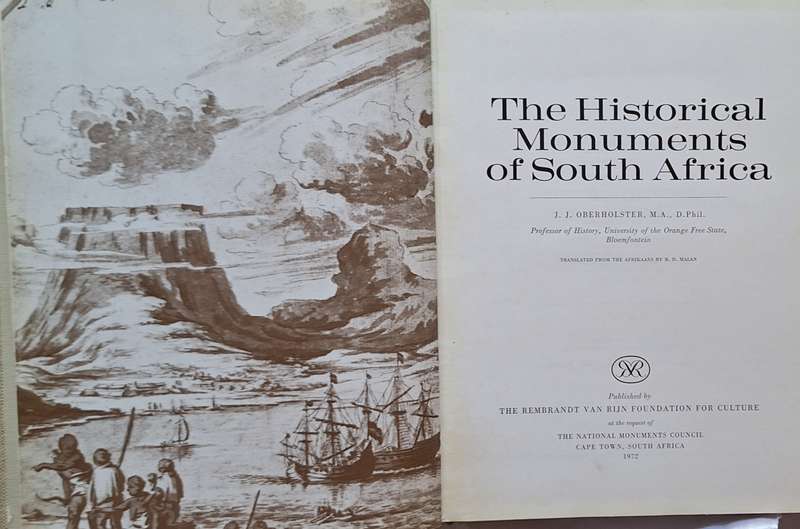 The Historical
Monuments
of South Africa
J. J. OBERHOLSTER, M.A., D.Phil.
Professor of History, University of the Orange Free State,
Bloemfontein
TRANSLATED FROM THE AFRIKAANS BY B. D. MALAN
Published by
THE REMBRANDT VAN RIJN FOUNDATION FOR CULTURE
at the request of
THE NATIONAL MONUMENTS COUNCIL
CAPE TOWN, SOUTH AFRICA
1972